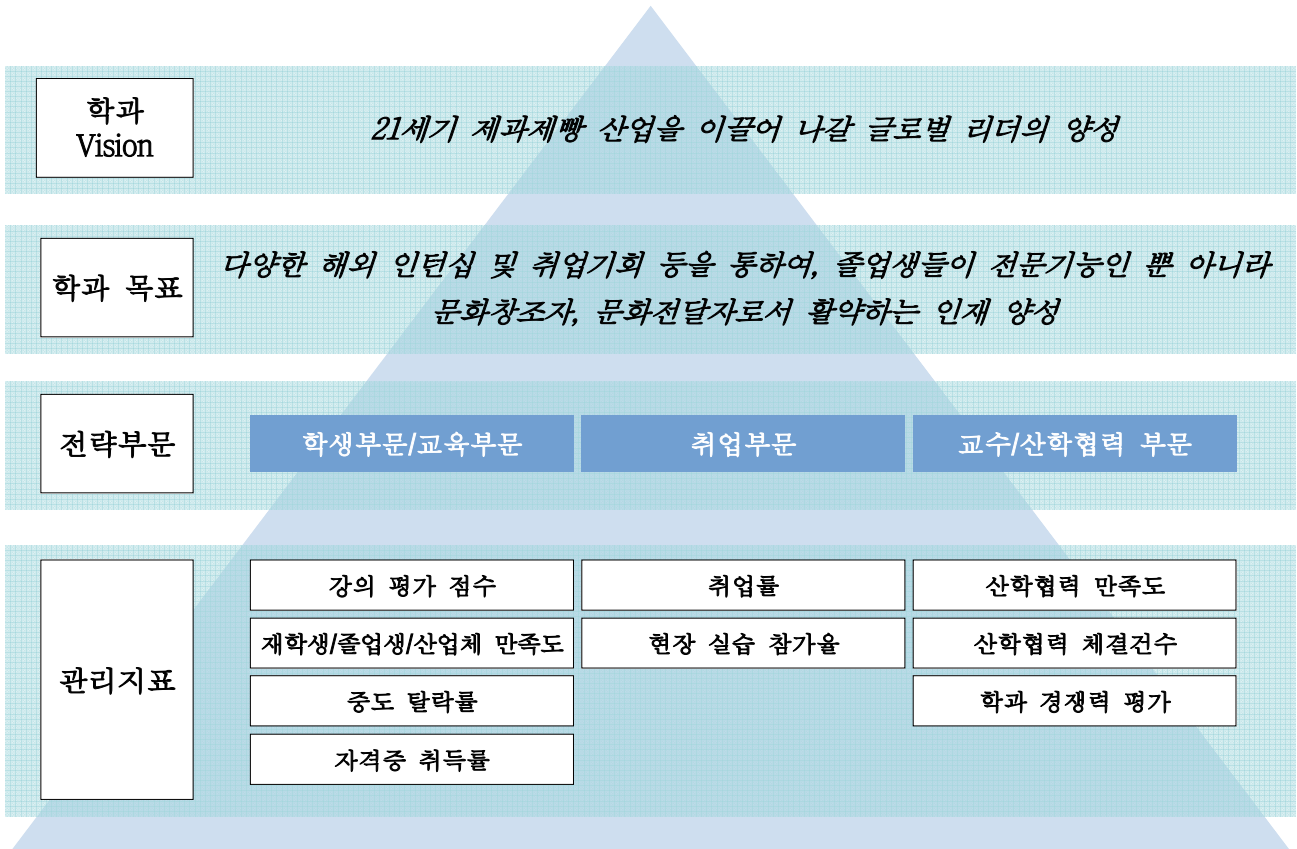 학과
Vision
21세기 제과제빵 산업을 이끌어 나갈 글로벌 리더의 양성
학과 목표
다양한 해외 인턴십 및 취업기회 등을 통하여, 졸업생들이 전문기능인 뿐 아니라
문화창조자, 문화전달자로서 활약하는 인재 양성
전략부문
학생부문/교육부문
취업부문
교수/산학협력 부문
관리지표
강의 평가 점수
취업률
산학협력 만족도
재학생/졸업생/산업체 만족도
현장 실습 참가율
산학협력 체결건수
중도 탈락률
학과 경쟁력 평가
자격증 취득률